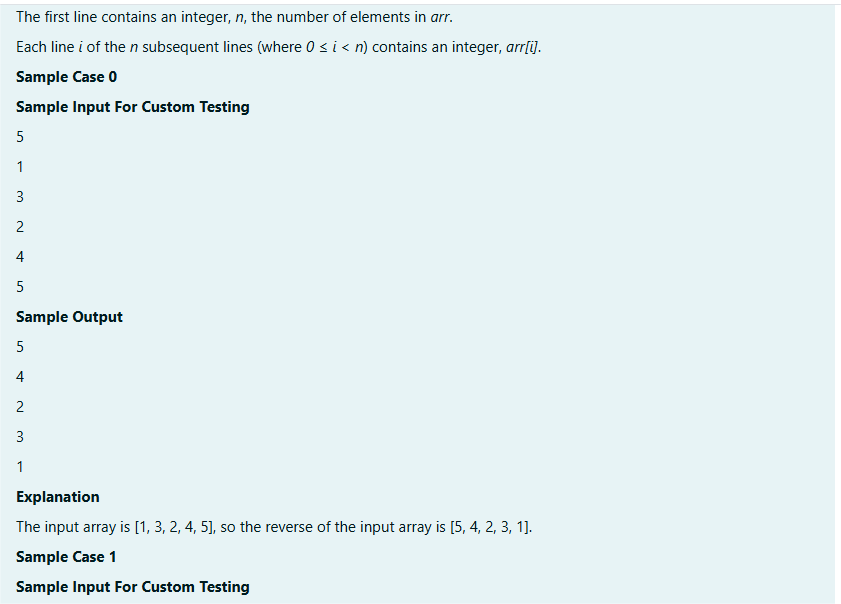 The first line contains an integer, n, the number of elements in arr.
Each line i of the n subsequent lines (where 0 ≤ i < n) contains an integer, arr[i].
Sample Case 0
Sample Input For Custom Testing
5
1
3
2
4
5
Sample Output
5
4
2
3
1
Explanation
The input array is [1, 3, 2, 4, 5], so the reverse of the input array is [5, 4, 2, 3, 1].
Sample Case 1
Sample Input For Custom Testing